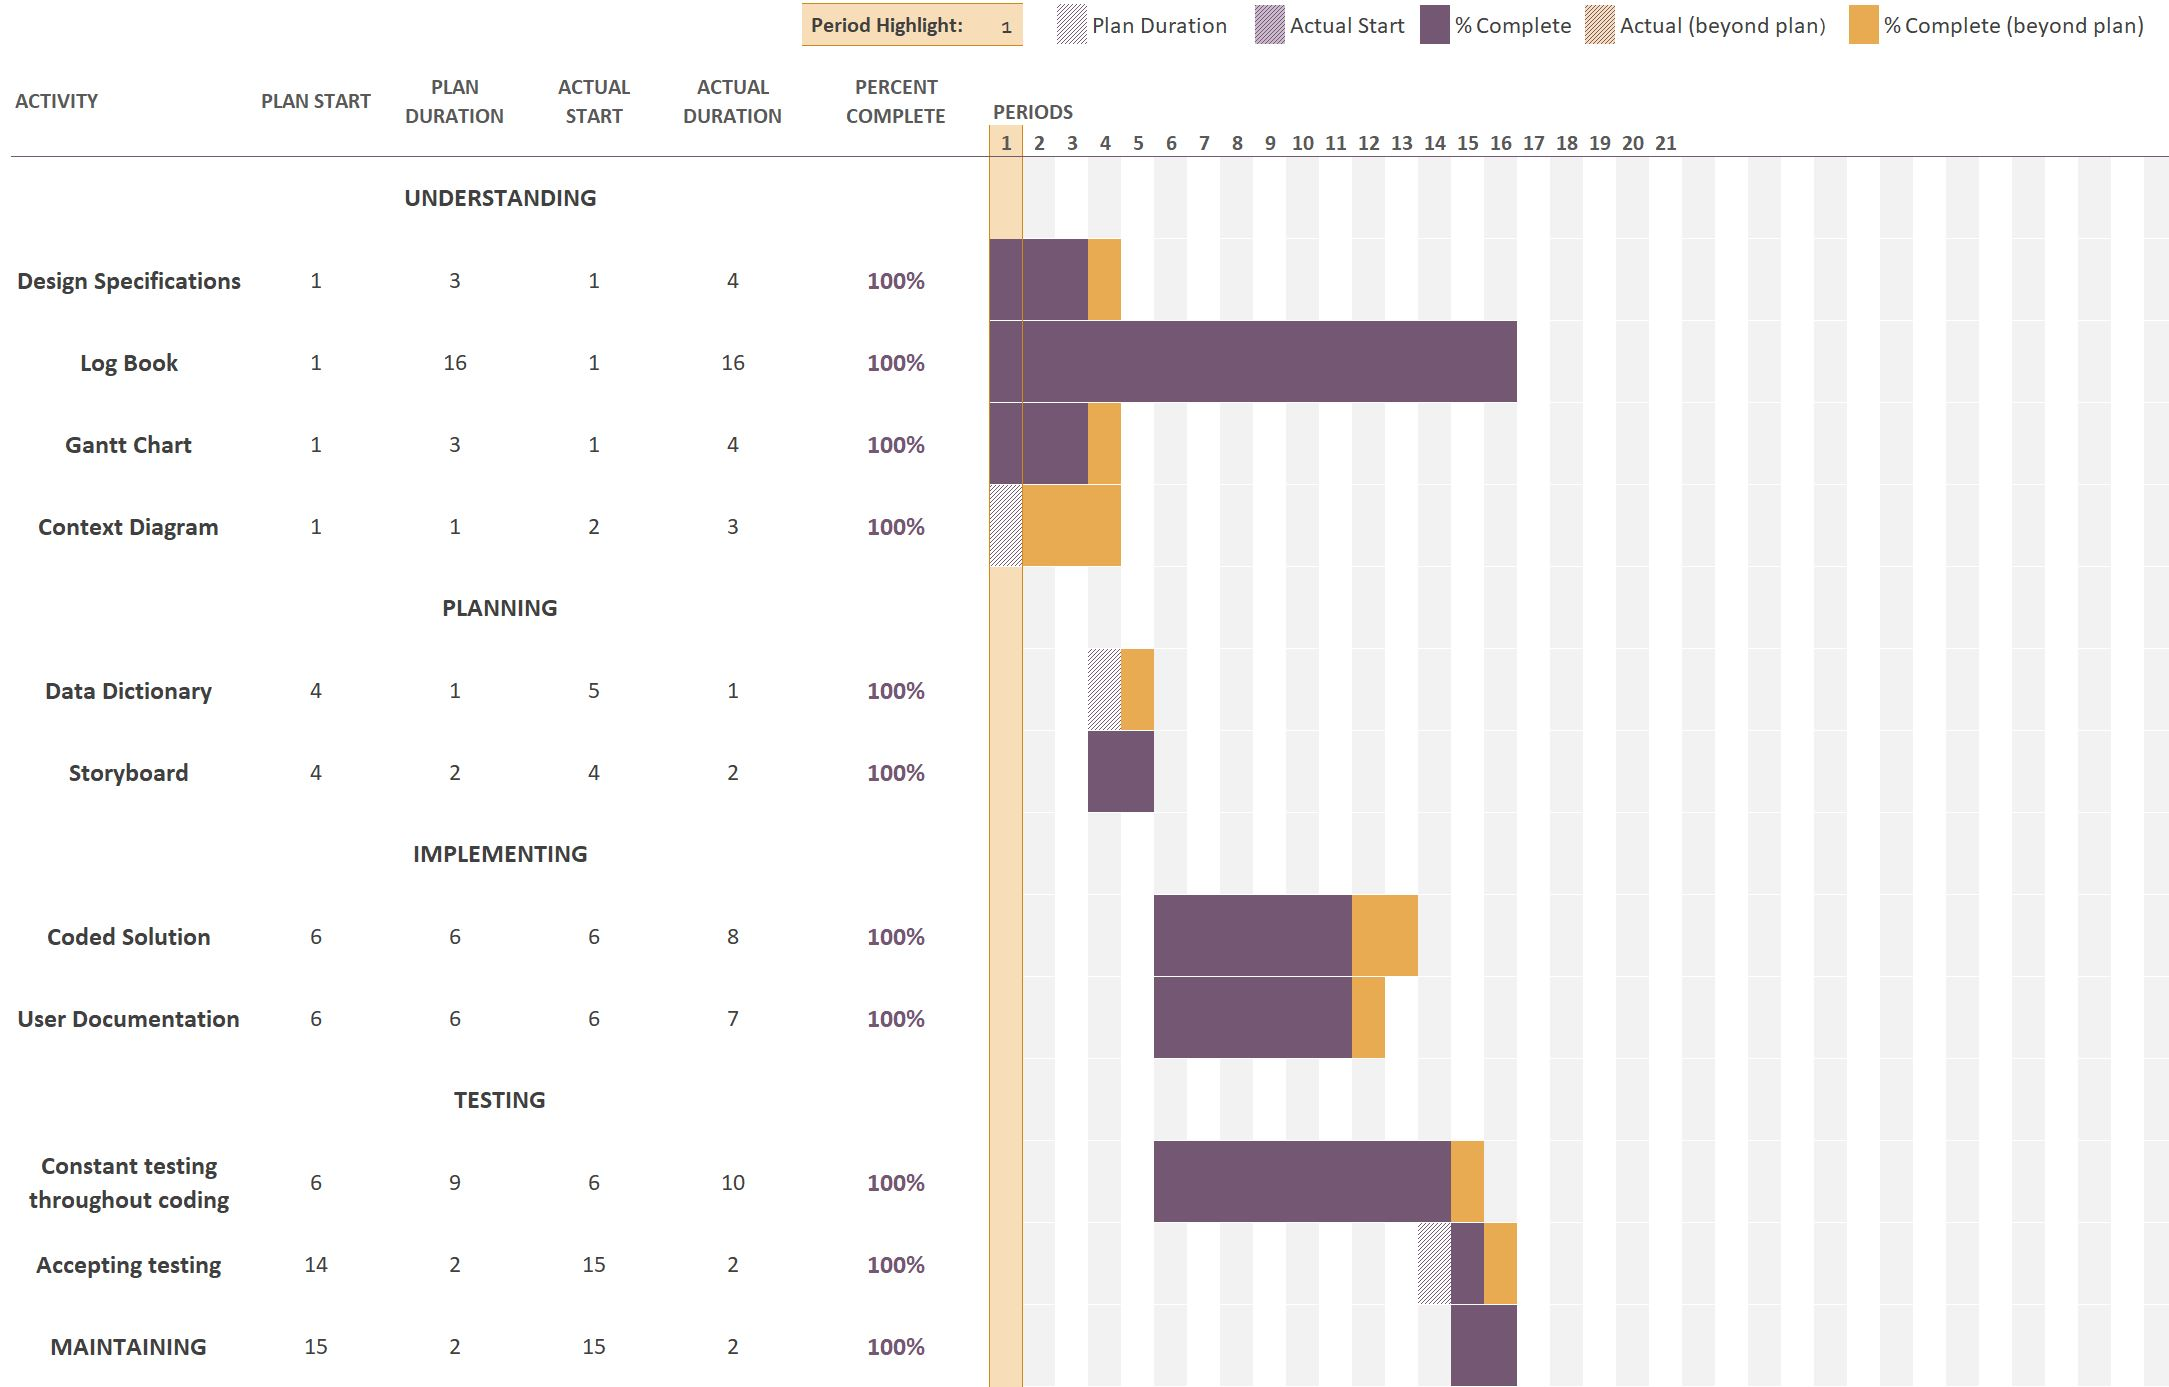 Period Highlight: 1 Plan Duration Actual Start % Complete Actual (beyond plan) % Complete (beyond plan)
ACTIVITY PLAN START PLAN DURATION ACTUAL START ACTUAL DURATION PERCENT COMPLETE PERIODS
1 2 3 4 5 6 7 8 9 10 11 12 13 14 15 16 17 18 19 20 21
UNDERSTANDING
Design Specifications 1 3 1 4 100%
Log Book 1 16 1 16 100%
Gantt Chart 1 3 1 4 100%
Context Diagram 1 1 2 3 100%
PLANNING
Data Dictionary 4 1 5 1 100%
Storyboard 4 2 4 2 100%
IMPLEMENTING
Coded Solution 6 6 6 8 100%
User Documentation 6 6 6 7 100%
TESTING
Constant testing
throughout coding 6 9 6 10 100%
Accepting testing 14 2 15 2 100%
MAINTAINING 15 2 15 2 100%